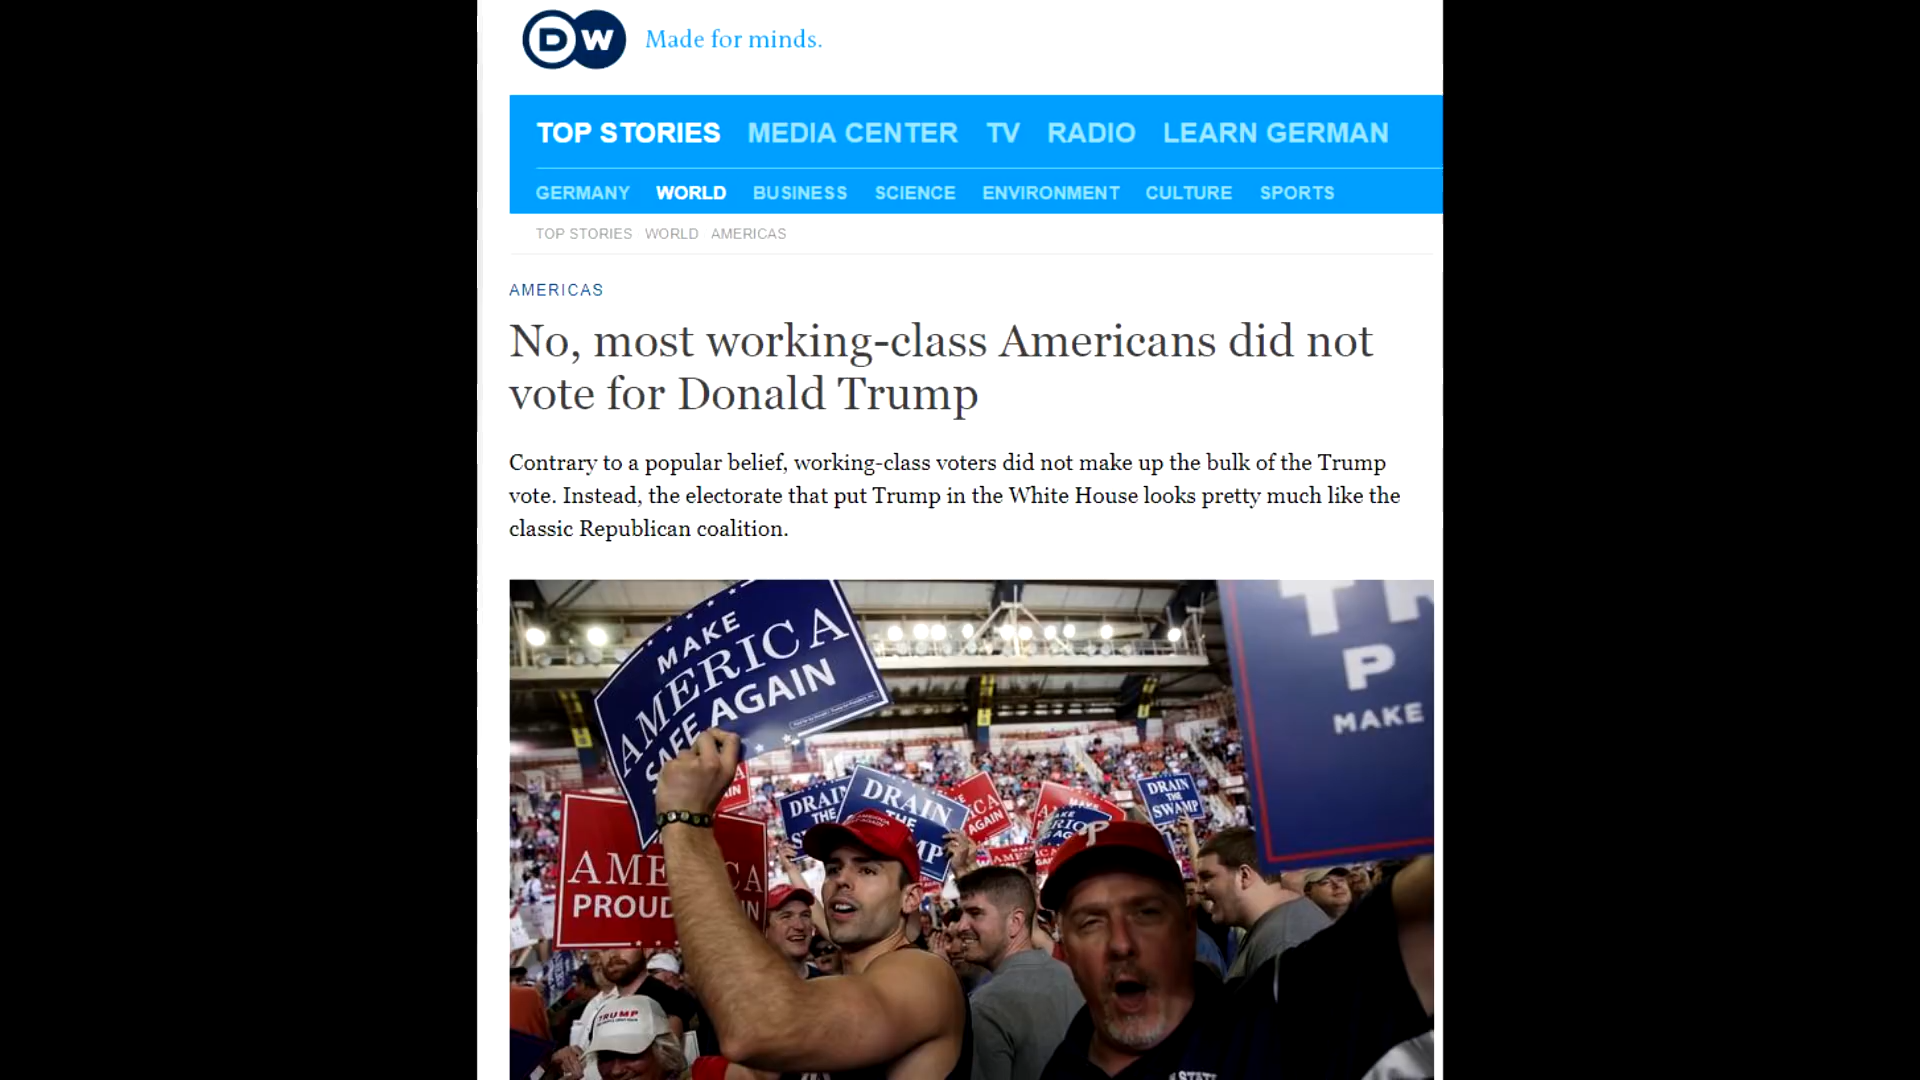 DW Made for minds.
TOP STORIES MEDIA CENTER TV RADIO LEARN GERMAN
GERMANY WORLD BUSINESS SCIENCE ENVIRONMENT CULTURE SPORTS
TOP STORIES WORLD AMERICAS
AMERICAS
No, most working-class Americans did not
vote for Donald Trump
Contrary to a popular belief, working-class voters did not make up the bulk of the Trump
vote. Instead, the electorate that put Trump in the White House looks pretty much like the
classic Republican coalition.
MAKE
AMERICA
SAFE AGAIN
P
MAKE
DRAIN
THE
DRAIN
THE
DRAIN
THE
SWAMP
AGAIN
PROUD
TRUMP